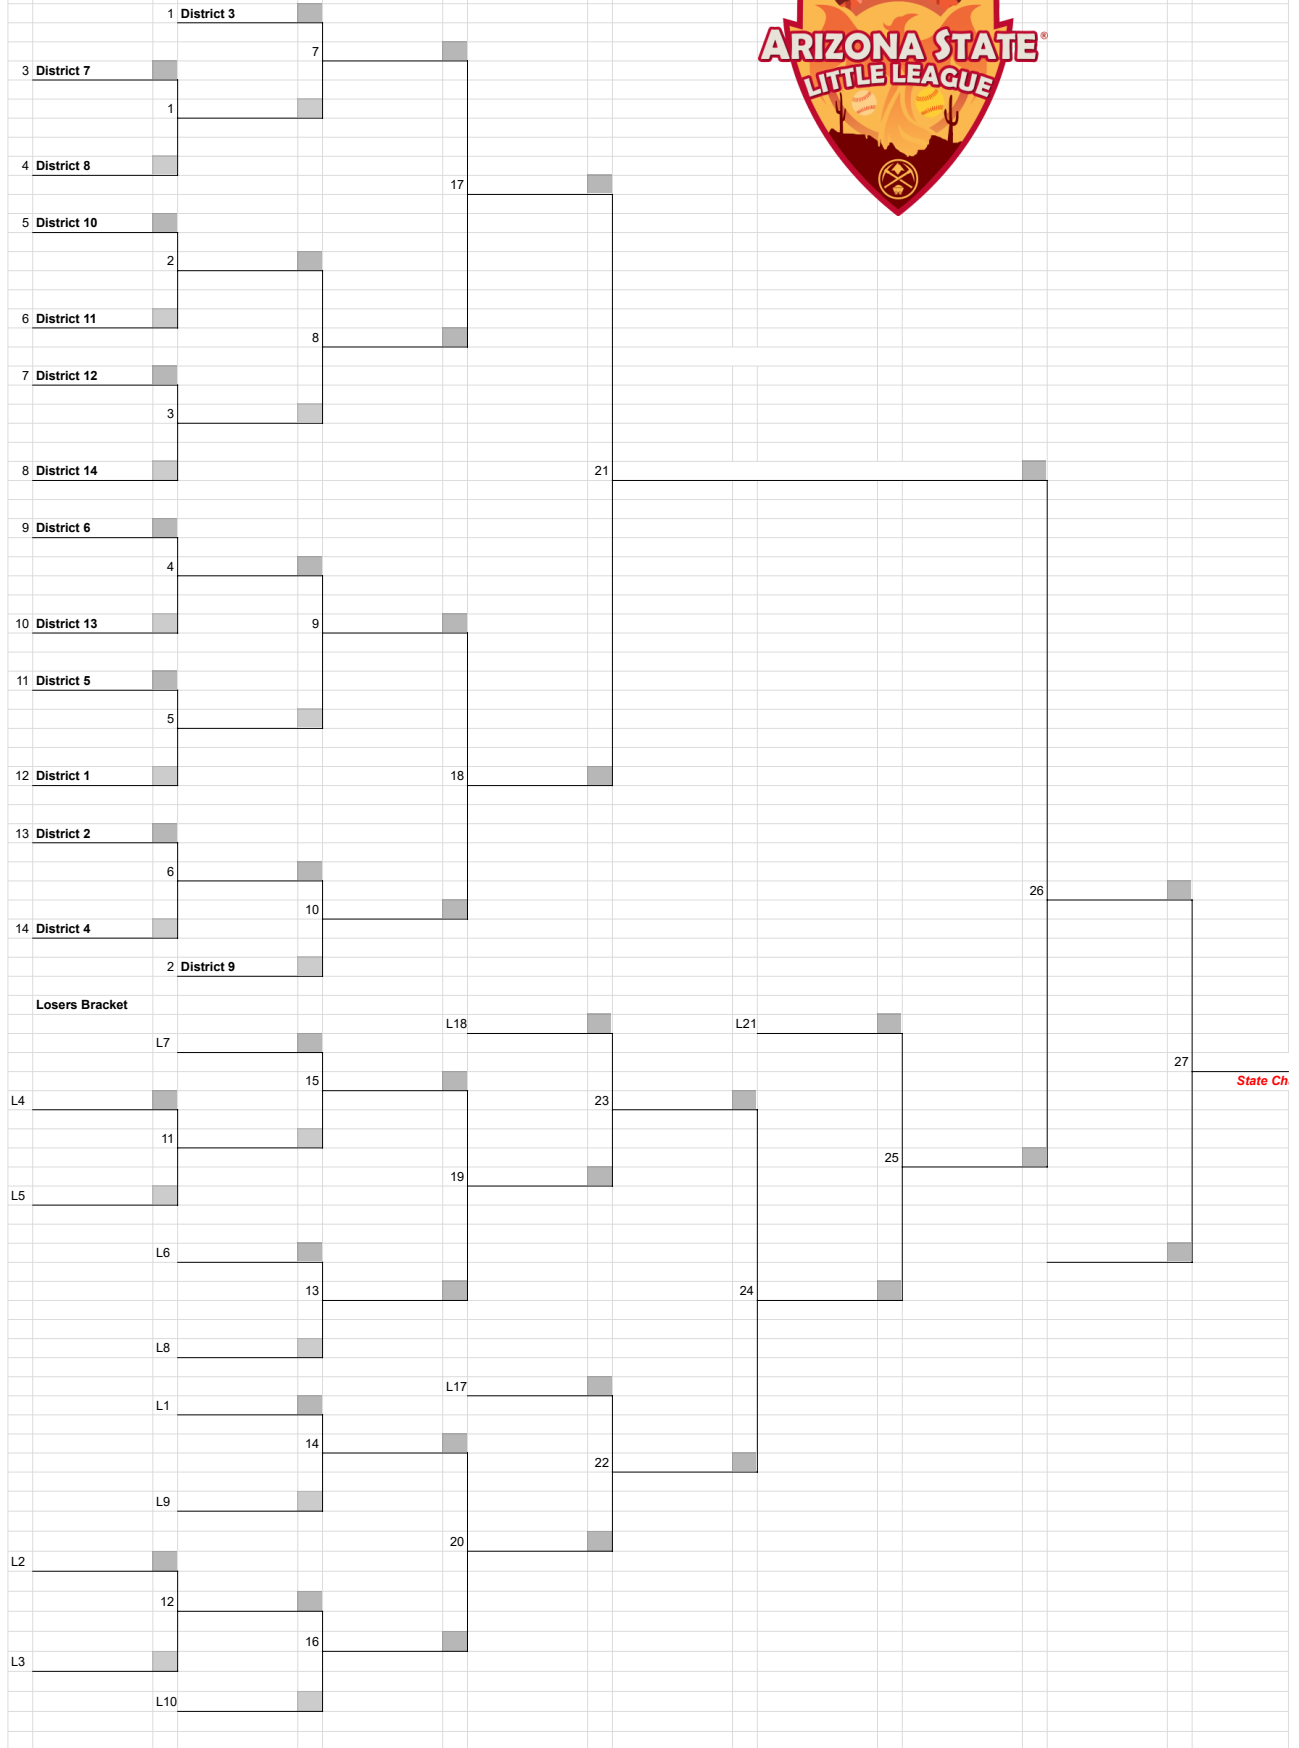 1 District 3
ARIZONA STATE®
LITTLE LEAGUE
7
3 District 7
1
4 District 8
17
5 District 10
2
6 District 11
8
7 District 12
3
8 District 14
21
9 District 6
4
10 District 13
9
11 District 5
5
12 District 1
18
13 District 2
6
26
10
14 District 4
2 District 9
Losers Bracket
L18
L21
L7
27
15
State Ch
L4
23
11
25
19
L5
L6
13
24
L8
L17
L1
14
22
L9
20
L2
12
16
L3
L10